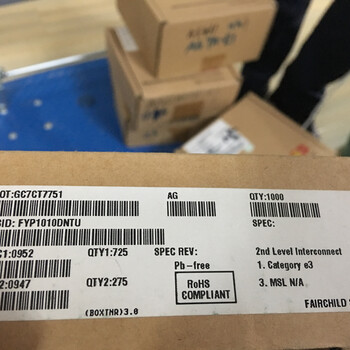 OT:GC7CT7751 AG QTY:1000
SID: FYP1010DNTU SPEC:
C1:0952 QTY1:725 SPEC REV: 2nd Level Interconnect
Pb-free 1. Category e3
2:0947 QTY2:275 RoHS COMPLIANT 3. MSL N/A
FAIRCHILD
(BOXTHR)3.0